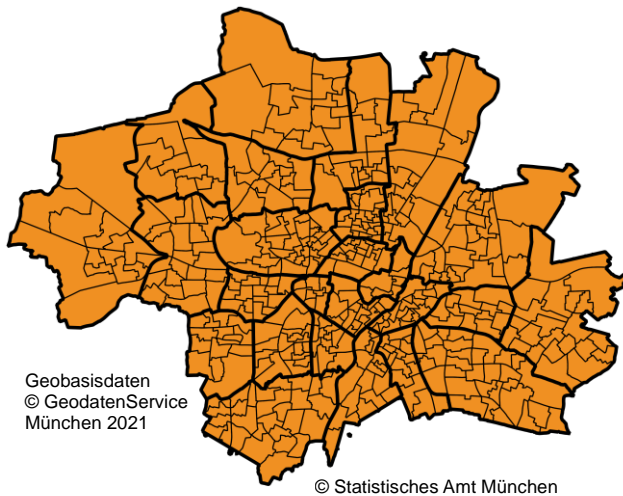 Geobasisdaten
© GeodatenService
München 2021
© Statistisches Amt München